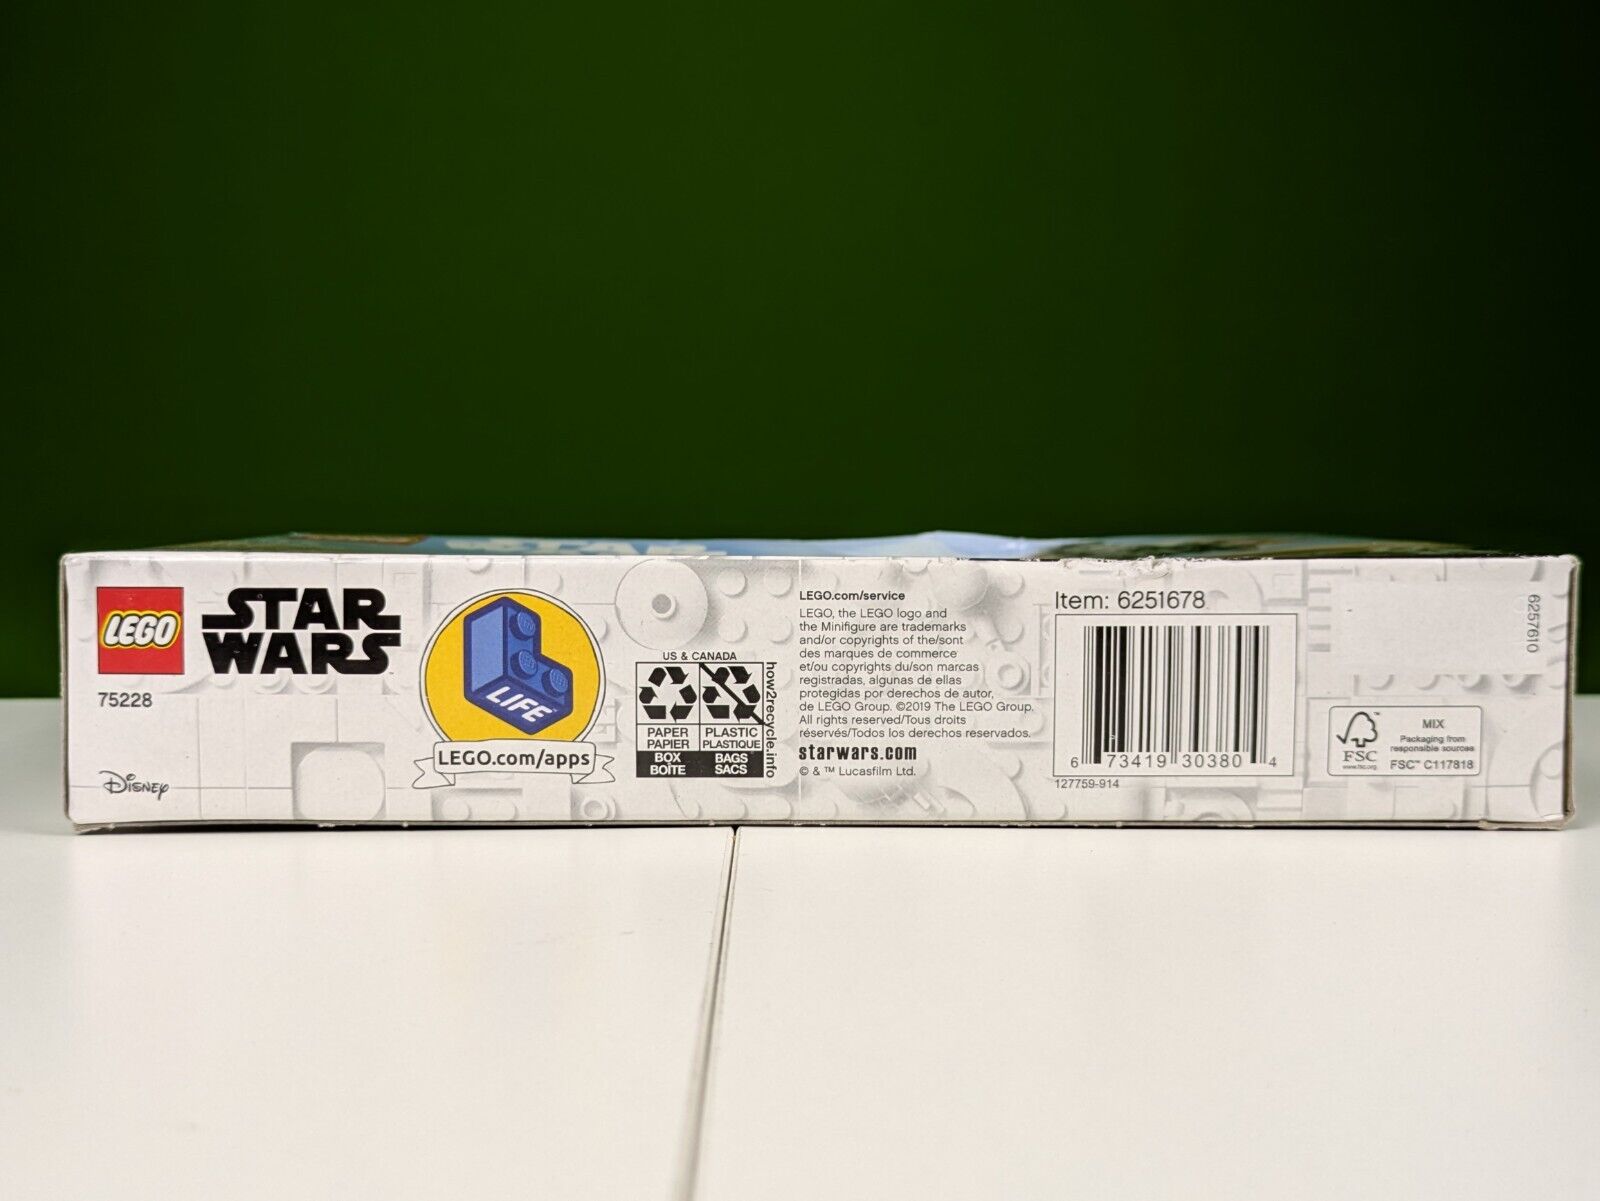 LEGO
STAR
WARS
75228
Disney
LIFE
LEGO.com/apps
US & CANADA
PAPER
PAPIER
BOX
BOÎTE
PLASTIC
PLASTIQUE
BAGS
SACS
how2recycle.info
LEGO.com/service
LEGO, the LEGO logo and
the Minifigure are trademarks
and/or copyrights of the/sont
des marques de commerce
et/ou copyrights du/son marcas
registradas, algunas de ellas
protegidas por derechos de autor,
de LEGO Group. ©2019 The LEGO Group.
All rights reserved/Tous droits
réservés/Todos los derechos reservados.
starwars.com
© & ™ Lucasfilm Ltd.
Item: 6251678
6 73419 30380 4
127759-914
FSC
www.fsc.org
MIX
Packaging from
responsible sources
FSC™ C117818
6257610